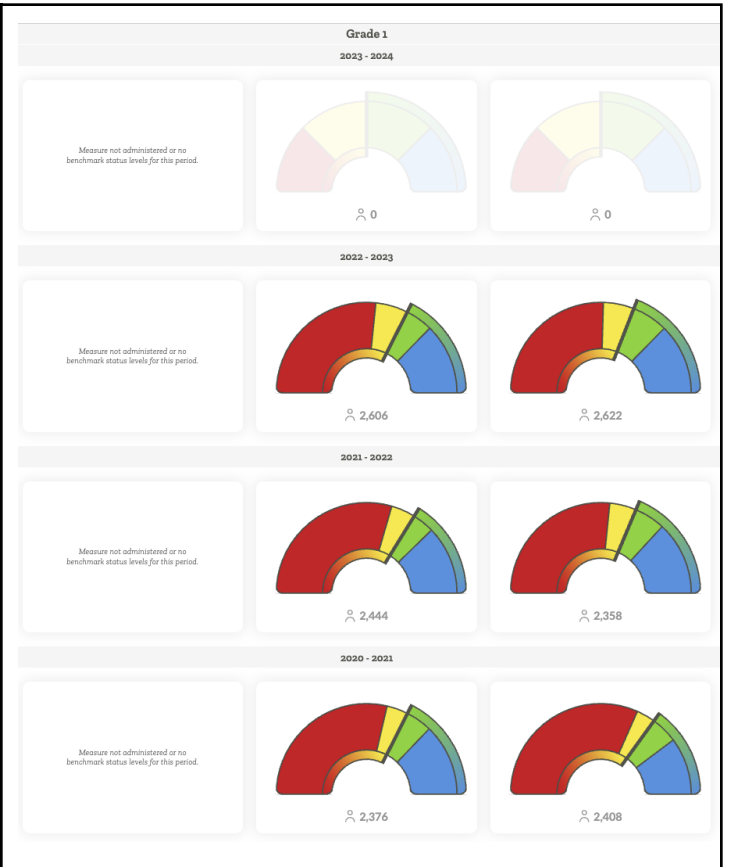 Grade 1
2023 - 2024
Measure not administered or no
benchmark status levels for this period.
0
0
2022 - 2023
Measure not administered or no
benchmark status levels for this period.
2,606
2,622
2021 - 2022
Measure not administered or no
benchmark status levels for this period.
2,444
2,358
2020 - 2021
Measure not administered or no
benchmark status levels for this period.
2,376
2,408